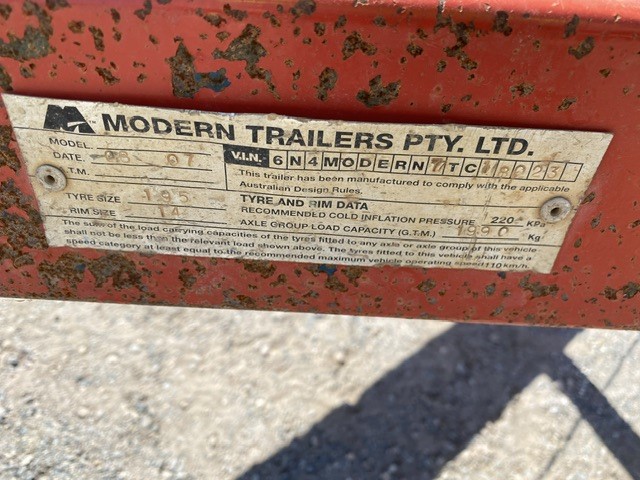 MODERN TRAILERS PTY. LTD.
MODEL
DATE. 08 07
V.I.N. 6N4MODERN7TC18023
T.M.
This trailer has been manufactured to comply with the applicable
Australian Design Rules.
TYRE SIZE 195
RIM SIZE 14
TYRE AND RIM DATA
RECOMMENDED COLD INFLATION PRESSURE 220 KPa
AXLE GROUP LOAD CAPACITY (G.T.M.) 1990 Kg
The sum of the load carrying capacities of the tyres fitted to any axle or axle group of this vehicle
shall not be less than the relevant load shown above. The tyres fitted to this vehicle shall have a
speed category at least equal to the recommended maximum vehicle operating speed 110 km/h.